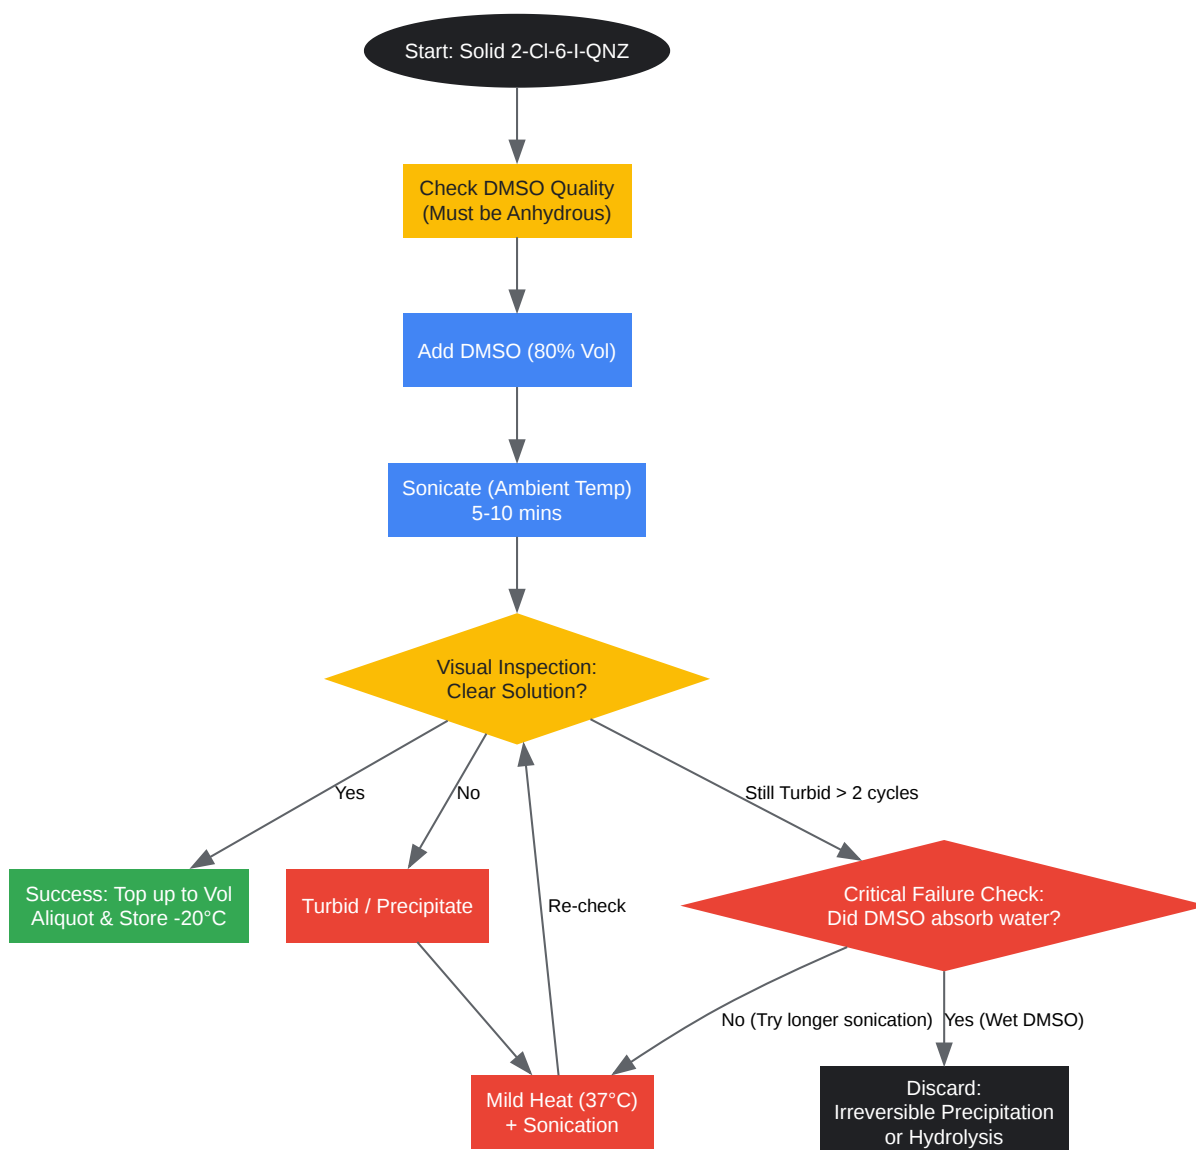 Start: Solid 2-Cl-6-I-QNZ
Check DMSO Quality
(Must be Anhydrous)
Add DMSO (80% Vol)
Sonicate (Ambient Temp)
5-10 mins
Visual Inspection:
Clear Solution?
Yes
No
Still Turbid > 2 cycles
Success: Top up to Vol
Aliquot & Store -20°C
Turbid / Precipitate
Re-check
Critical Failure Check:
Did DMSO absorb water?
No (Try longer sonication)
Yes (Wet DMSO)
Mild Heat (37°C)
+ Sonication
Discard:
Irreversible Precipitation
or Hydrolysis